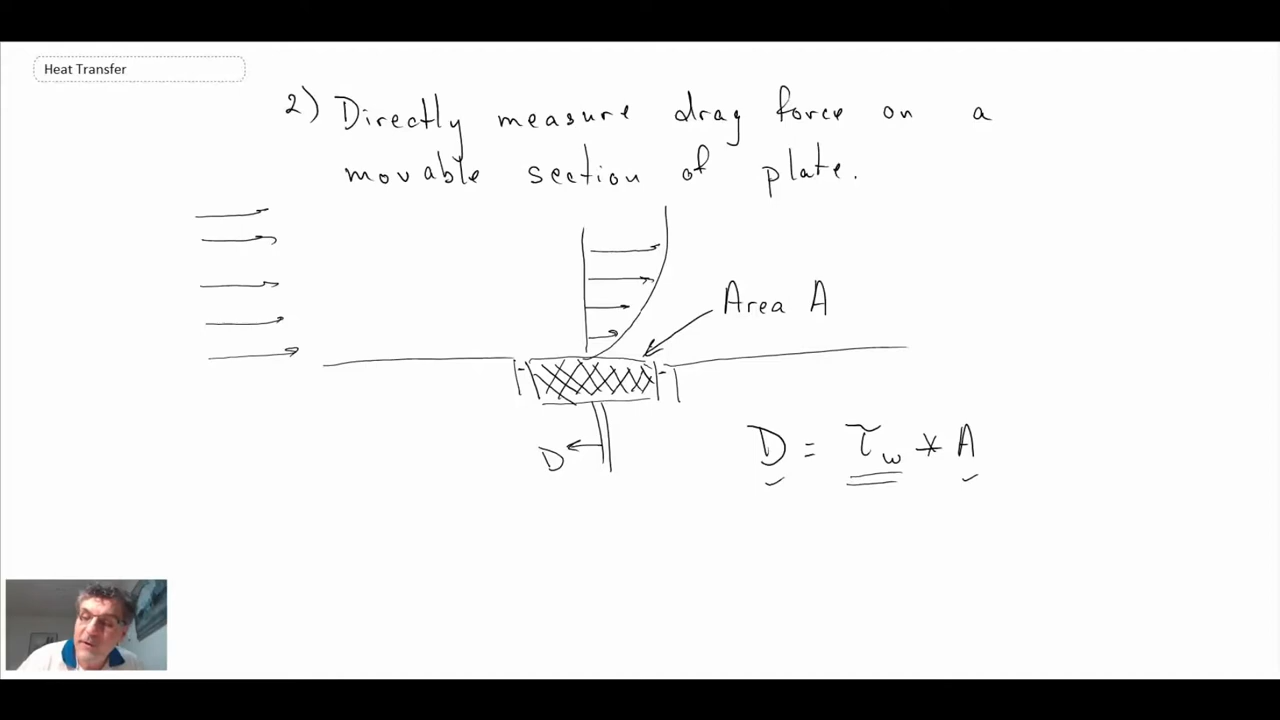 Heat Transfer
2) Directly measure drag force on a
movable section of plate.
Area A
D
D = τw * A